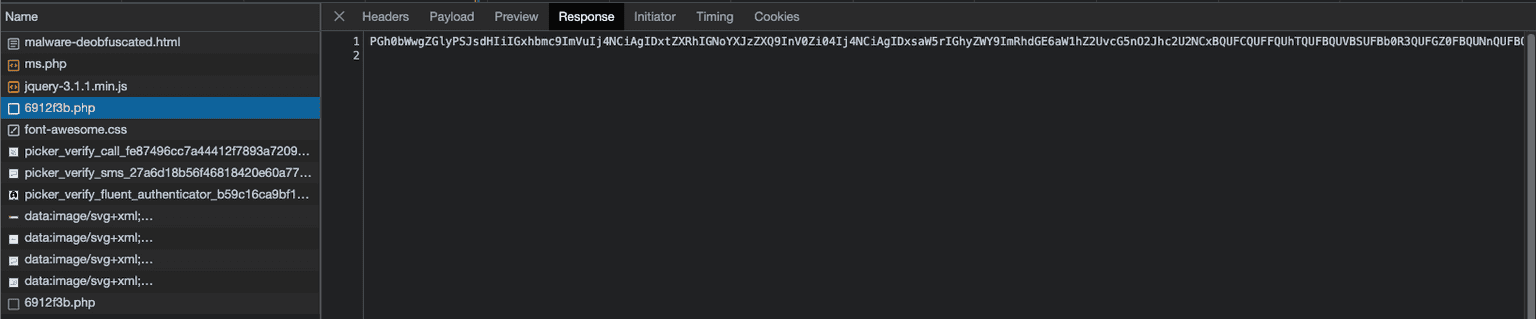 Name
Headers Payload Preview Response Initiator Timing Cookies
malware-deobfuscated.html
ms.php
jquery-3.1.1.min.js
6912f3b.php
font-awesome.css
picker_verify_call_fe87496cc7a44412f7893a7209...
picker_verify_sms_27a6d18b56f46818420e60a77...
picker_verify_fluent_authenticator_b59c16ca9bf1...
data:image/svg+xml;...
data:image/svg+xml;...
data:image/svg+xml;...
data:image/svg+xml;...
6912f3b.php
1 PGh0bWwgZGlyPSJsdHIiIGxhbmc9ImVuIj4NCiAgIDxtZXRhIGNoYXJzZXQ9InV0Zi04Ij4NCiAgIDxsaW5rIGhyZWY9ImRhdGE6aW1hZ2UvcG5nO2Jhc2U2NCxBQUFCQUFFQUhTQUFBQUVBSUFBb0R3QUFGZ0FBQUNnQUFBQ
2